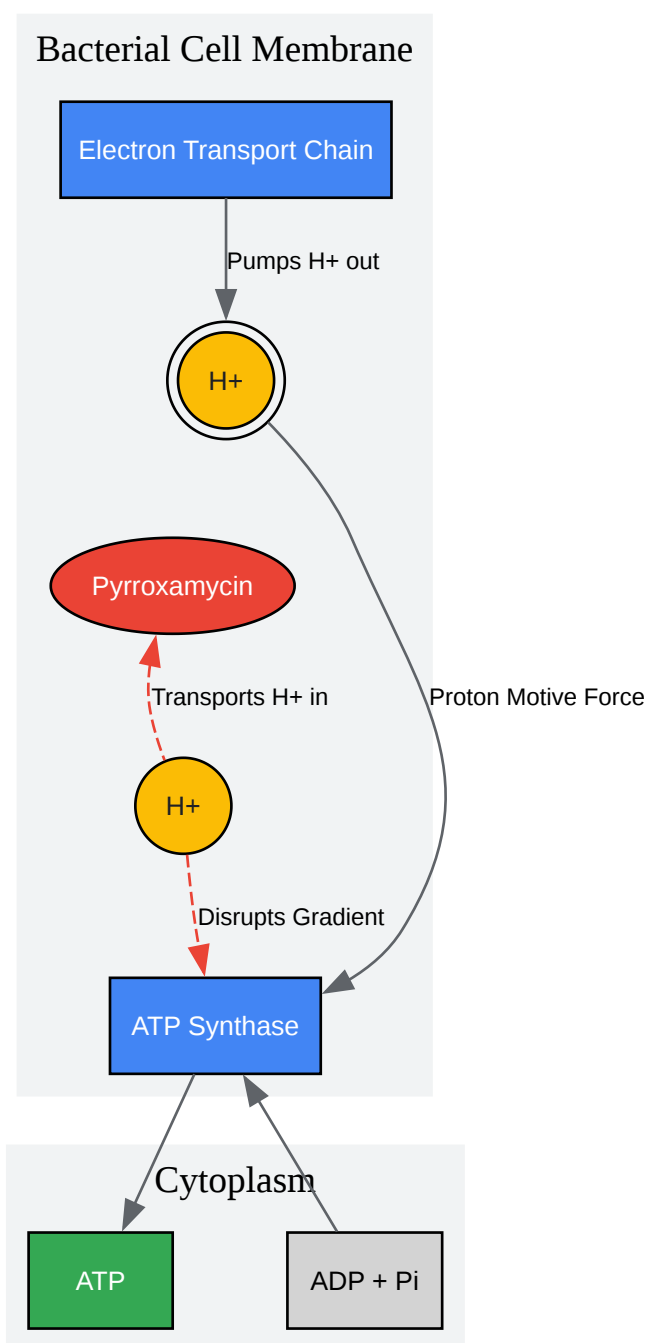 Bacterial Cell Membrane
Electron Transport Chain
Pumps H+ out
H+
Pyrroxamycin
Transports H+ in
Proton Motive Force
H+
Disrupts Gradient
ATP Synthase
Cytoplasm
ATP
ADP + Pi